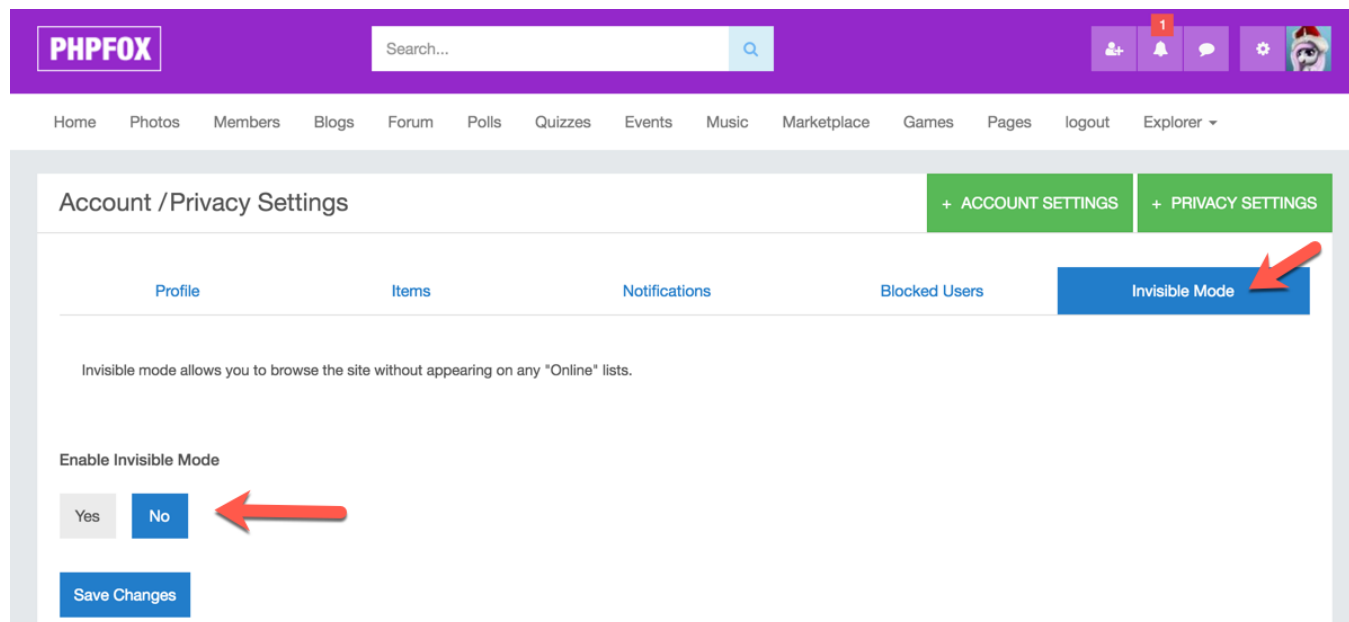 PHPFOX
Search...
1
Home Photos Members Blogs Forum Polls Quizzes Events Music Marketplace Games Pages logout Explorer
Account /Privacy Settings
+ ACCOUNT SETTINGS
+ PRIVACY SETTINGS
Profile Items Notifications Blocked Users Invisible Mode
Invisible mode allows you to browse the site without appearing on any "Online" lists.
Enable Invisible Mode
Yes No
Save Changes